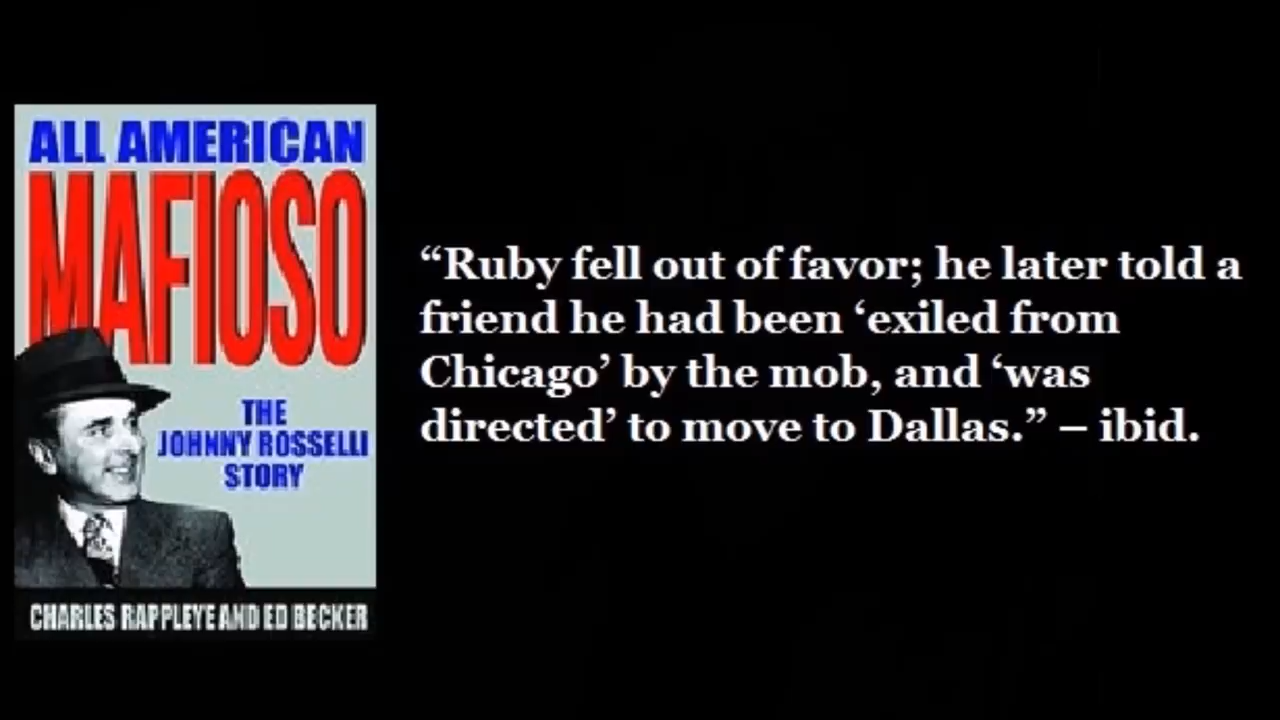 ALL AMERICAN
MAFIOSO
THE
JOHNNY ROSSELLI
STORY
CHARLES RAPPLEYE AND ED BECKER
“Ruby fell out of favor; he later told a
friend he had been ‘exiled from
Chicago’ by the mob, and ‘was
directed’ to move to Dallas.” – ibid.